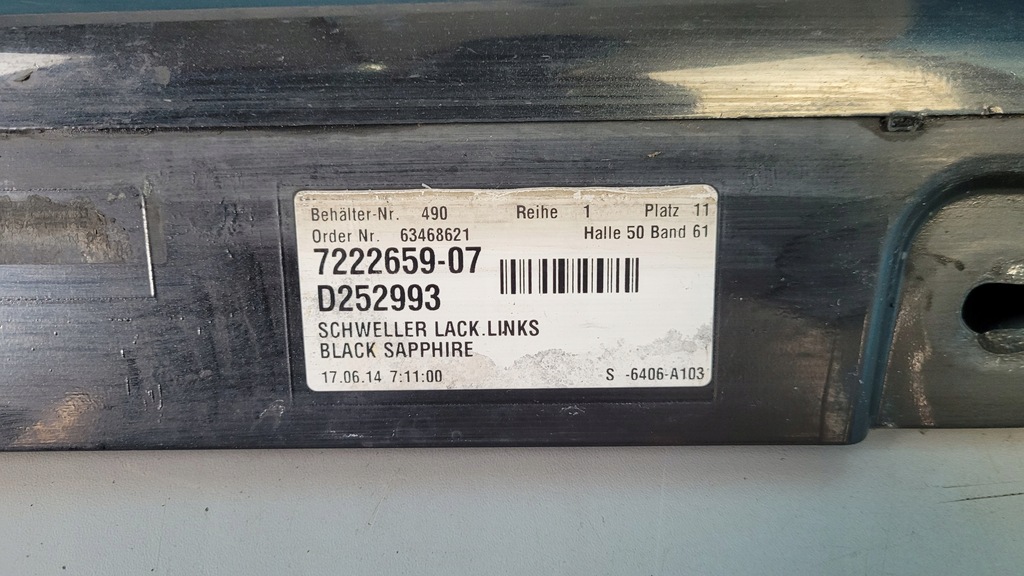 Behälter-Nr. 490 Reihe 1 Platz 11
Order Nr. 63468621 Halle 50 Band 61
7222659-07
D252993
SCHWELLER LACK.LINKS
BLACK SAPPHIRE
17.06.14 7:11:00 S -6406-A103